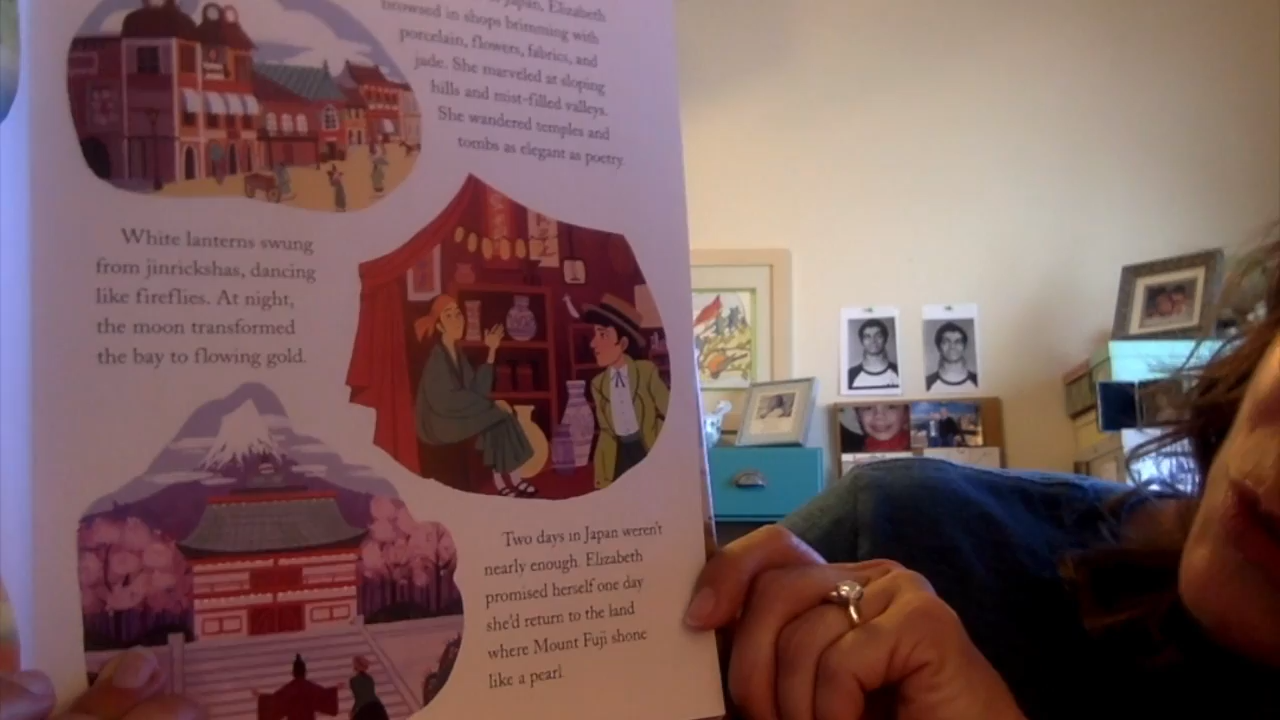 Japan, Elizabeth
browsed in shops brimming with
porcelain, flowers, fabrics, and
jade. She marveled at sloping
hills and mist-filled valleys.
She wandered temples and
tombs as elegant as poetry.
White lanterns swung
from jinrickshas, dancing
like fireflies. At night,
the moon transformed
the bay to flowing gold.
Two days in Japan weren't
nearly enough. Elizabeth
promised herself one day
she'd return to the land
where Mount Fuji shone
like a pearl.